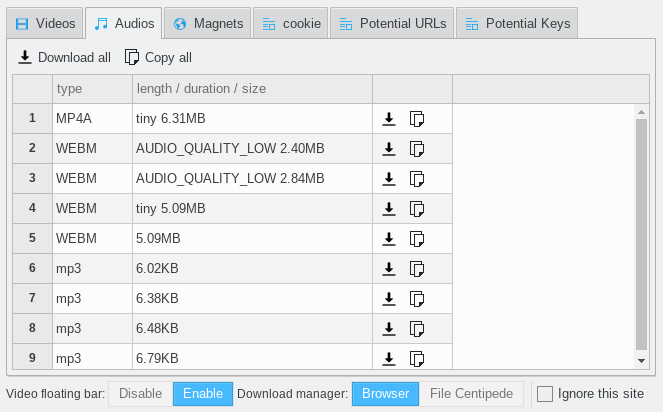 Videos Audios Magnets cookie Potential URLs Potential Keys
Download all Copy all
type length / duration / size
1 MP4A tiny 6.31MB
2 WEBM AUDIO_QUALITY_LOW 2.40MB
3 WEBM AUDIO_QUALITY_LOW 2.84MB
4 WEBM tiny 5.09MB
5 WEBM 5.09MB
6 mp3 6.02KB
7 mp3 6.38KB
8 mp3 6.48KB
9 mp3 6.79KB
Video floating bar: Disable Enable Download manager: Browser File Centipede Ignore this site